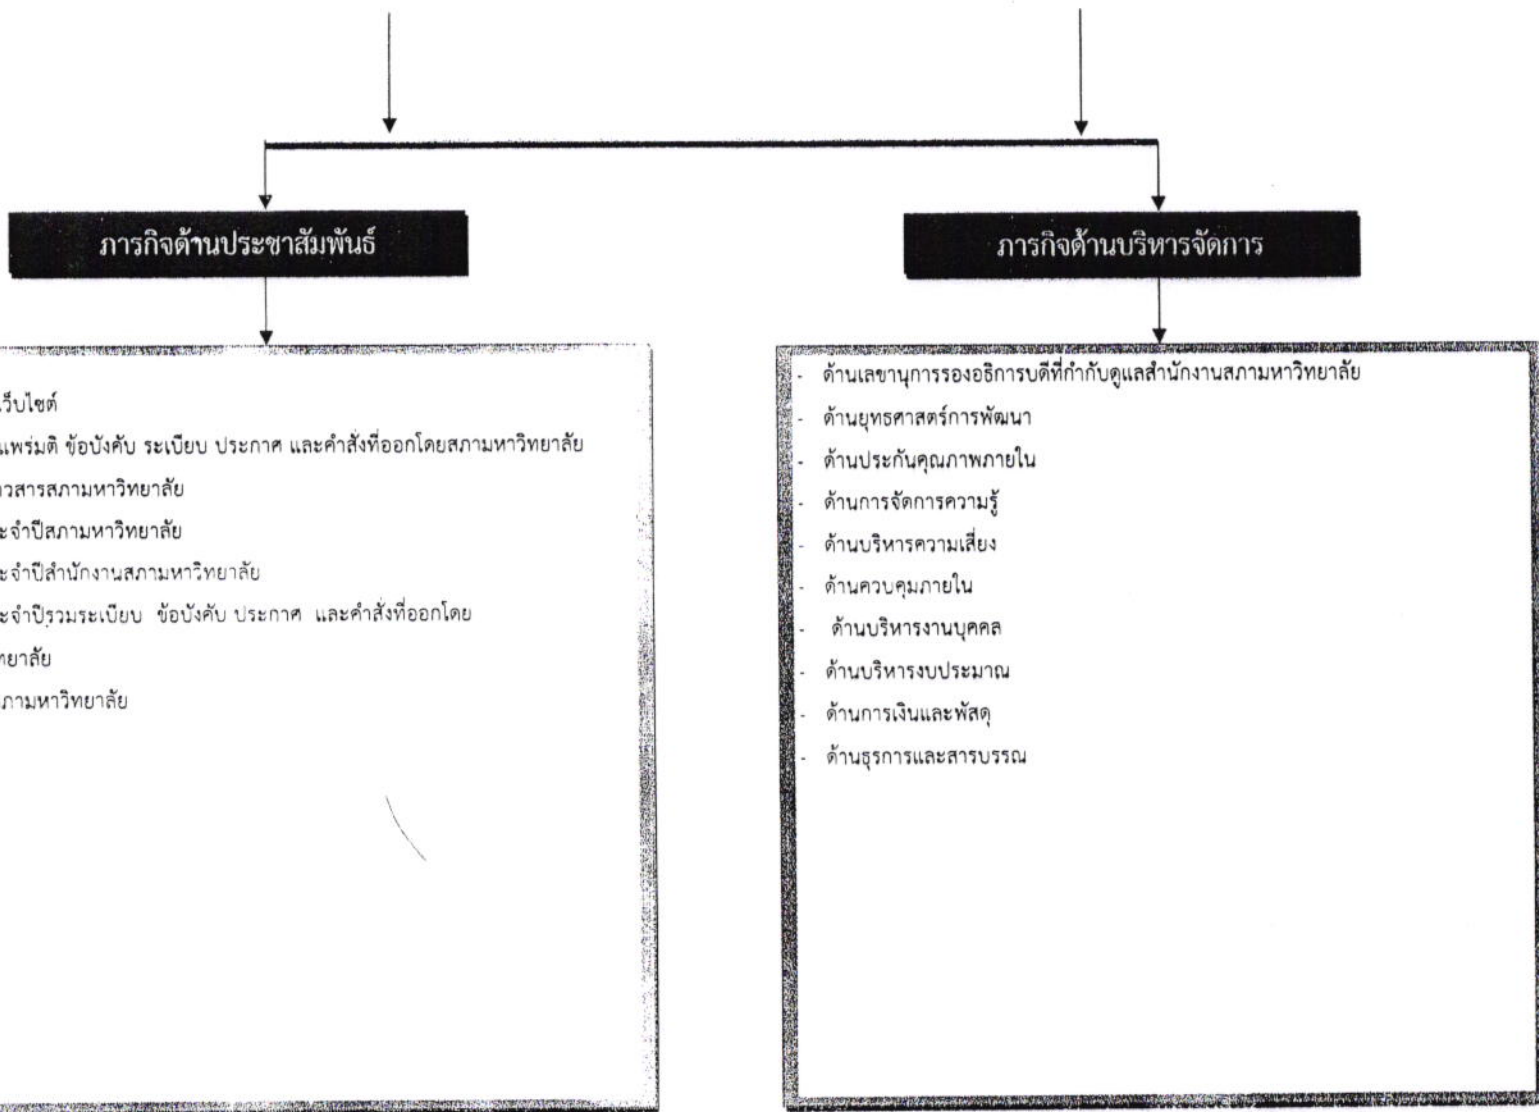 ภารกิจด้านประชาสัมพันธ์
เว็บไซต์
แพร่มติ ข้อบังคับ ระเบียบ ประกาศ และคำสั่งที่ออกโดยสภามหาวิทยาลัย
าวสารสภามหาวิทยาลัย
ะจำปีสภามหาวิทยาลัย
ะจำปีสำนักงานสภามหาวิทยาลัย
ะจำปีรวมระเบียบ ข้อบังคับ ประกาศ และคำสั่งที่ออกโดย
ทยาลัย
ภามหาวิทยาลัย
ภารกิจด้านบริหารจัดการ
- ด้านเลขานุการรองอธิการบดีที่กำกับดูแลสำนักงานสภามหาวิทยาลัย
- ด้านยุทธศาสตร์การพัฒนา
- ด้านประกันคุณภาพภายใน
- ด้านการจัดการความรู้
- ด้านบริหารความเสี่ยง
- ด้านควบคุมภายใน
- ด้านบริหารงานบุคคล
- ด้านบริหารงบประมาณ
- ด้านการเงินและพัสดุ
- ด้านธุรการและสารบรรณ